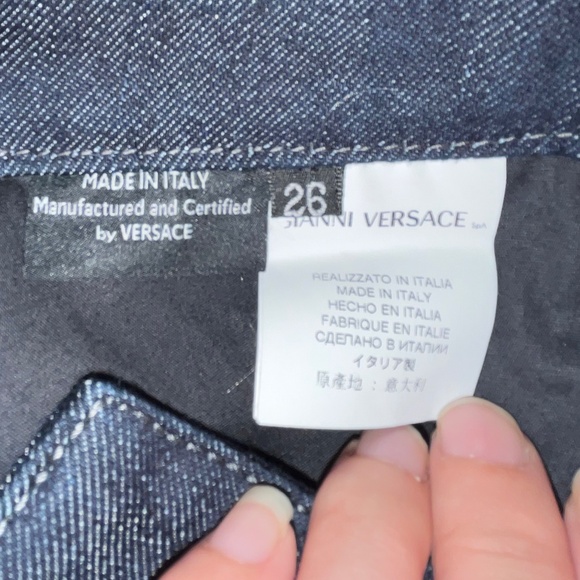 MADE IN ITALY
Manufactured and Certified
by VERSACE
26
GIANNI VERSACE SpA
REALIZZATO IN ITALIA
MADE IN ITALY
HECHO EN ITALIA
FABRIQUE EN ITALIE
СДЕЛАНО В ИТАЛИИ
イタリア製
原產地：意大利